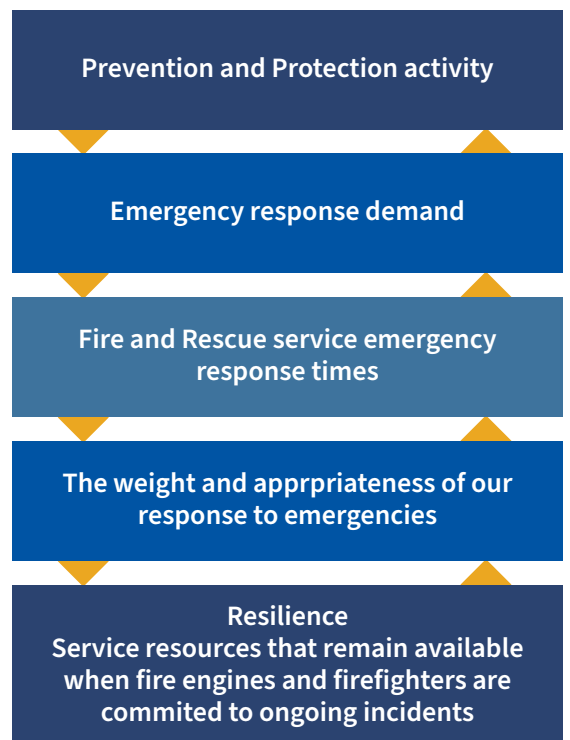 Prevention and Protection activity
Emergency response demand
Fire and Rescue service emergency
response times
The weight and apprpriateness of our
response to emergencies
Resilience
Service resources that remain available
when fire engines and firefighters are
commited to ongoing incidents